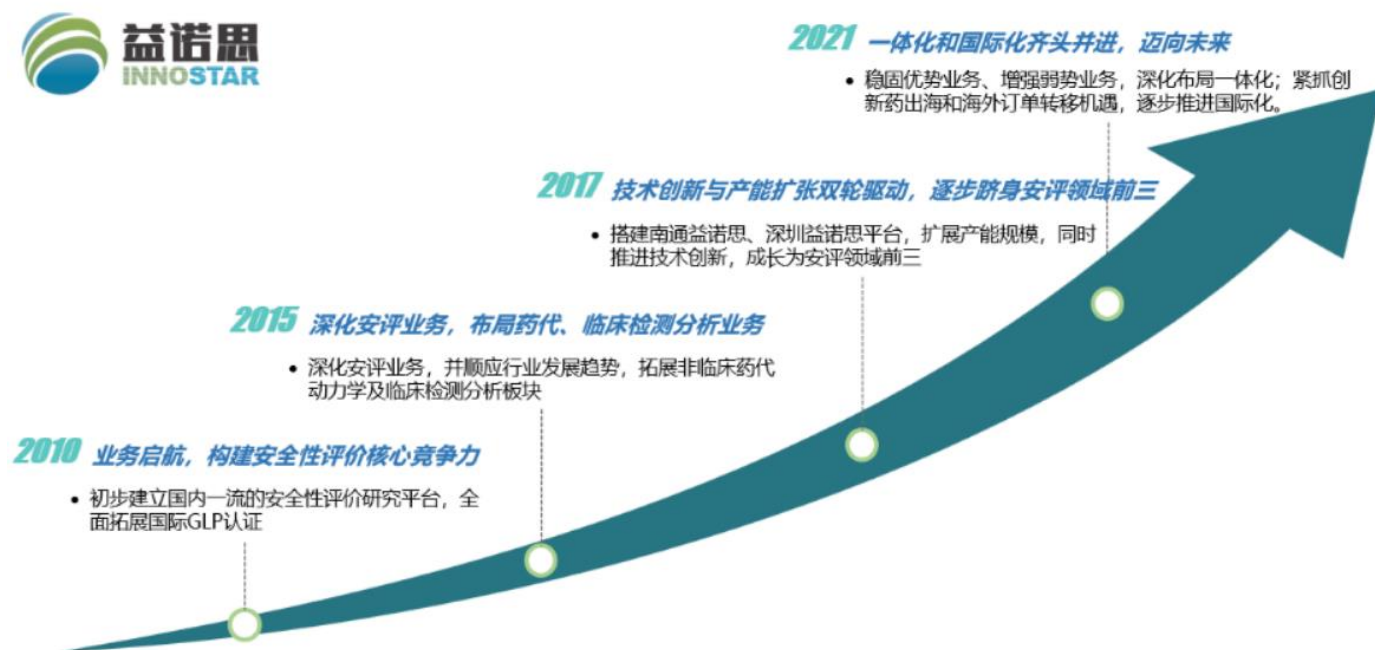 益诺思
INNOSTAR
2021 一体化和国际化齐头并进，迈向未来
• 稳固优势业务、增强弱势业务，深化布局一体化；紧抓创
新药出海和海外订单转移机遇，逐步推进国际化。
2017 技术创新与产能扩张双轮驱动，逐步跻身安评领域前三
• 搭建南通益诺思、深圳益诺思平台，扩展产能规模，同时
推进技术创新，成长为安评领域前三
2015 深化安评业务，布局药代、临床检测分析业务
• 深化安评业务，并顺应行业发展趋势，拓展非临床药代
动力学及临床检测分析板块
2010 业务启航，构建安全性评价核心竞争力
• 初步建立国内一流的安全性评价研究平台，全
面拓展国际GLP认证